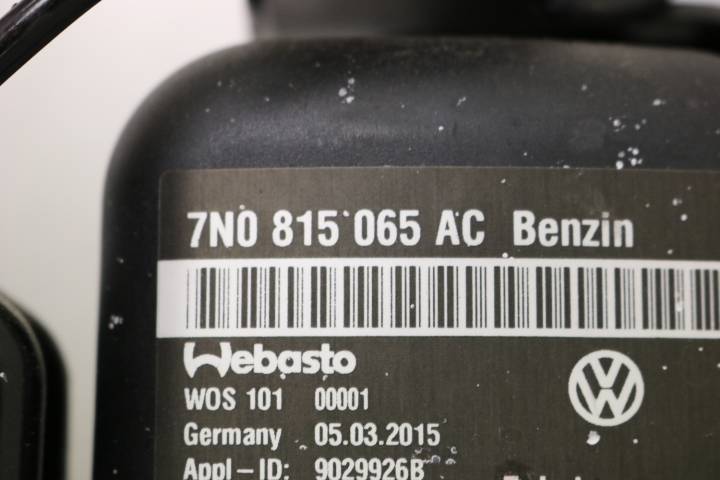 7N0 815 065 AC Benzin
Webasto
WOS 101 00001
Germany 05.03.2015
Appl-ID: 9029926B